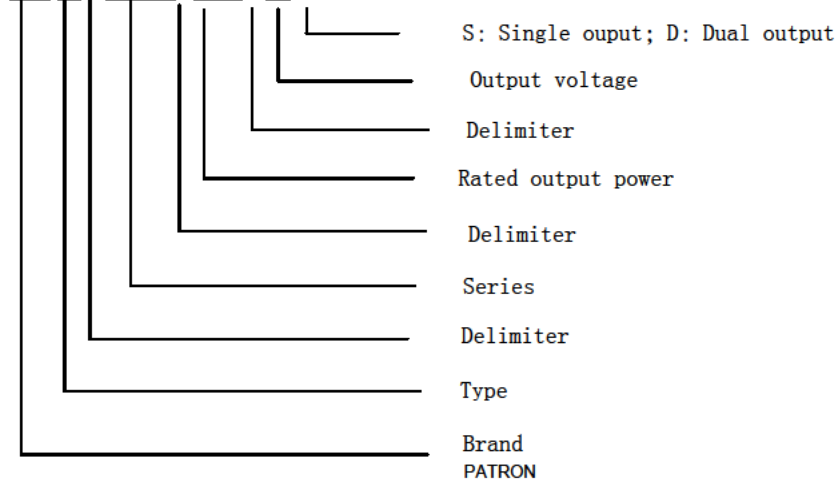 S: Single ouput; D: Dual output
Output voltage
Delimiter
Rated output power
Delimiter
Series
Delimiter
Type
Brand
PATRON